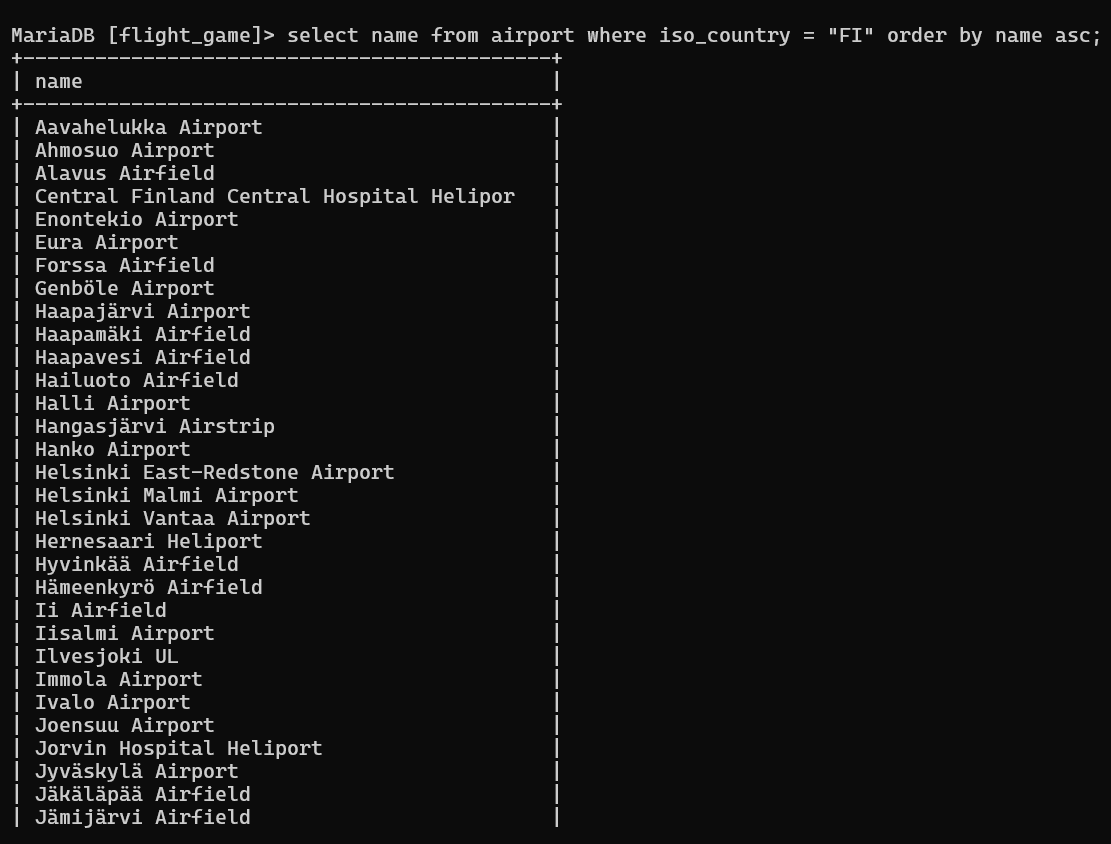 MariaDB [flight_game]> select name from airport where iso_country = "FI" order by name asc;
+--------------------------------------------+
| name                                       |
+--------------------------------------------+
| Aavahelukka Airport                        |
| Ahmosuo Airport                            |
| Alavus Airfield                            |
| Central Finland Central Hospital Helipor   |
| Enontekio Airport                          |
| Eura Airport                               |
| Forssa Airfield                            |
| Genböle Airport                            |
| Haapajärvi Airport                         |
| Haapamäki Airfield                         |
| Haapavesi Airfield                         |
| Hailuoto Airfield                          |
| Halli Airport                              |
| Hangasjärvi Airstrip                       |
| Hanko Airport                              |
| Helsinki East-Redstone Airport             |
| Helsinki Malmi Airport                     |
| Helsinki Vantaa Airport                    |
| Hernesaari Heliport                        |
| Hyvinkää Airfield                          |
| Hämeenkyrö Airfield                        |
| Ii Airfield                                |
| Iisalmi Airport                            |
| Ilvesjoki UL                               |
| Immola Airport                             |
| Ivalo Airport                              |
| Joensuu Airport                            |
| Jorvin Hospital Heliport                   |
| Jyväskylä Airport                          |
| Jäkäläpää Airfield                         |
| Jämijärvi Airfield                         |